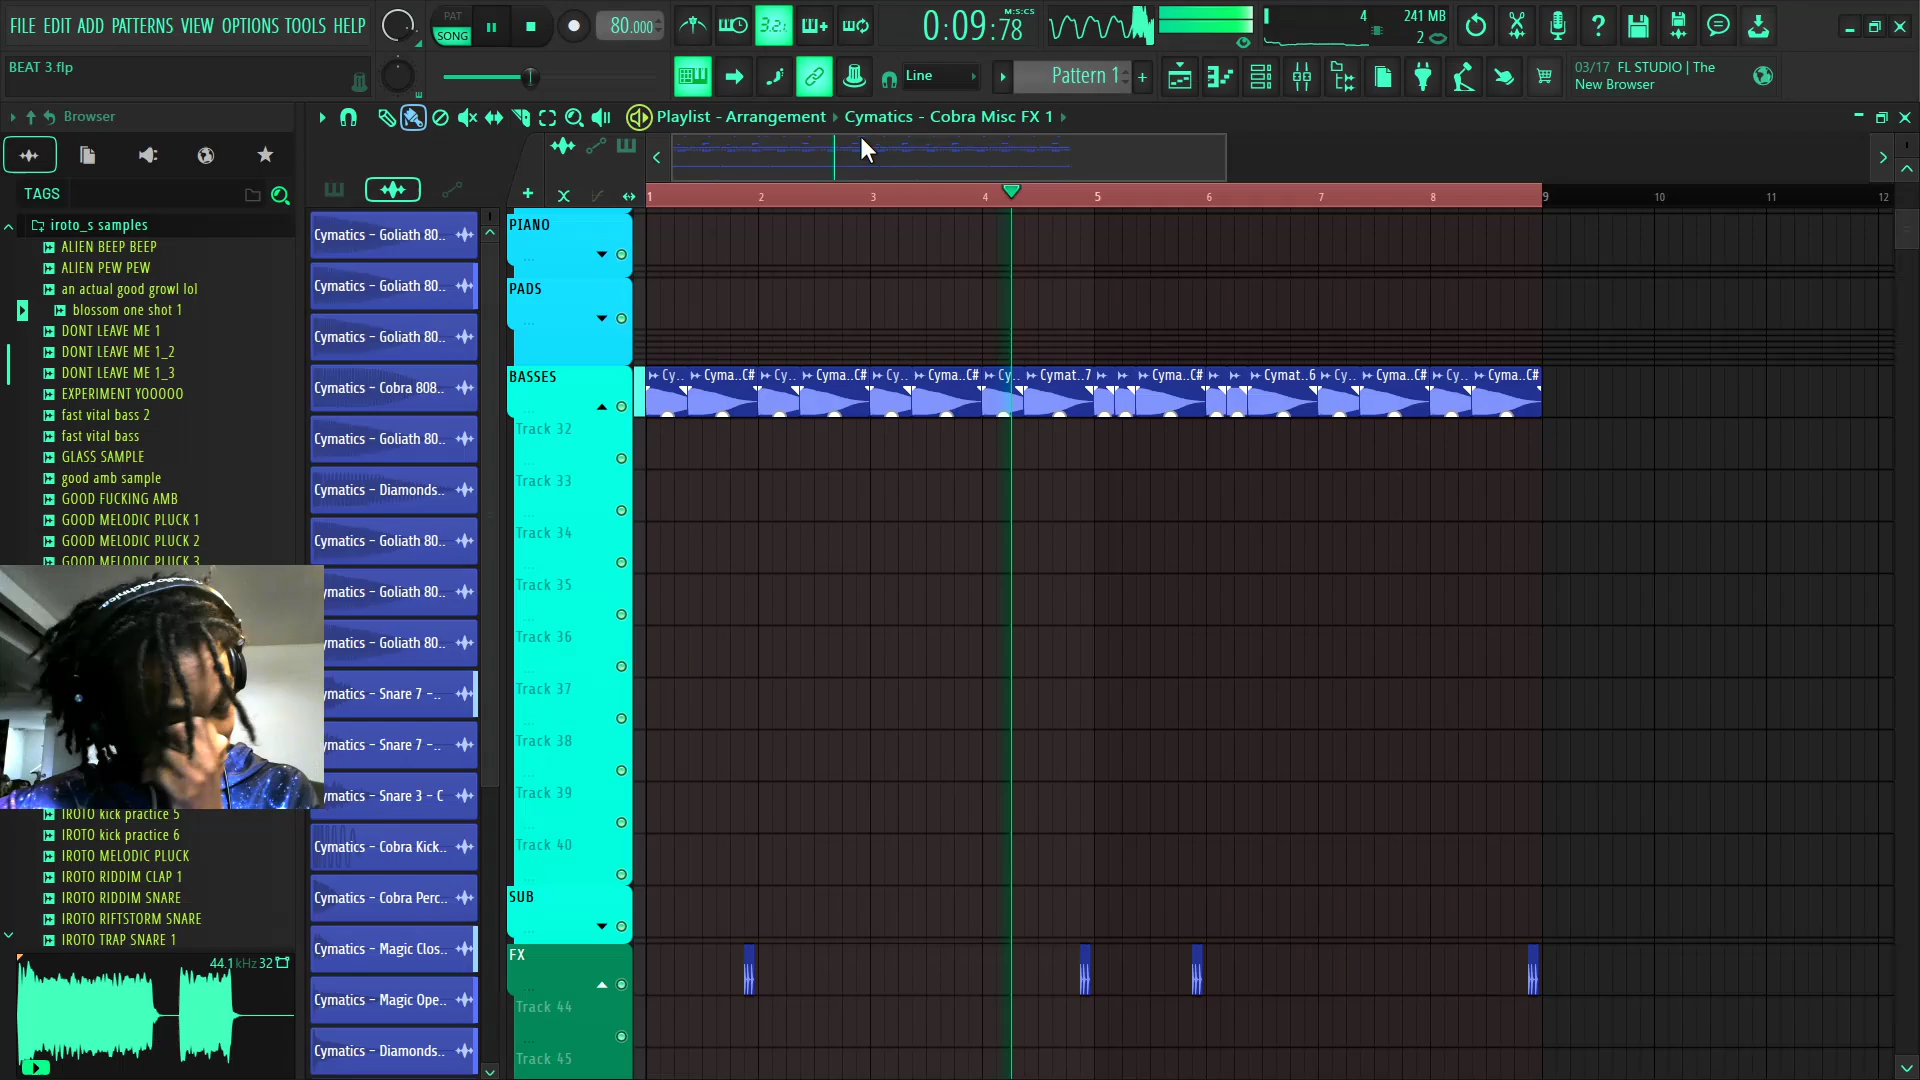 FILE EDIT ADD PATTERNS VIEW OPTIONS TOOLS HELP
PAT
SONG
80.000
3.2.1
0:09:78
M:S:CS
4
241 MB
2
BEAT 3.flp
Line
Pattern 1
03/17 FL STUDIO | The
New Browser
Browser
Playlist - Arrangement
Cymatics - Cobra Misc FX 1
TAGS
iroto_s samples
ALIEN BEEP BEEP
ALIEN PEW PEW
an actual good growl lol
blossom one shot 1
DONT LEAVE ME 1
DONT LEAVE ME 1_2
DONT LEAVE ME 1_3
EXPERIMENT YOOOOO
fast vital bass 2
fast vital bass
GLASS SAMPLE
good amb sample
GOOD FUCKING AMB
GOOD MELODIC PLUCK 1
GOOD MELODIC PLUCK 2
GOOD MELODIC PLUCK 3
IROTO kick practice 5
IROTO kick practice 6
IROTO MELODIC PLUCK
IROTO RIDDIM CLAP 1
IROTO RIDDIM SNARE
IROTO RIFTSTORM SNARE
IROTO TRAP SNARE 1
44.1kHz 32
Cymatics - Goliath 80..
Cymatics - Goliath 80..
Cymatics - Goliath 80..
Cymatics - Cobra 808..
Cymatics - Goliath 80..
Cymatics - Diamonds..
Cymatics - Goliath 80..
Cymatics - Goliath 80..
Cymatics - Goliath 80..
ymatics - Snare 7 -..
ymatics - Snare 7 -..
ymatics - Snare 3 - C
Cymatics - Cobra Kick..
Cymatics - Cobra Perc..
Cymatics - Magic Clos..
Cymatics - Magic Ope..
Cymatics - Diamonds..
1 2 3 4 5 6 7 8 9 10 11 12
PIANO
PADS
BASSES
Cy.. Cyma..C# Cy.. Cyma..C# Cy.. Cyma..C# Cy.. Cymat..7 Cyma..C# Cymat..6 Cy.. Cyma..C# Cy.. Cyma..C#
Track 32
Track 33
Track 34
Track 35
Track 36
Track 37
Track 38
Track 39
Track 40
SUB
FX
Track 44
Track 45